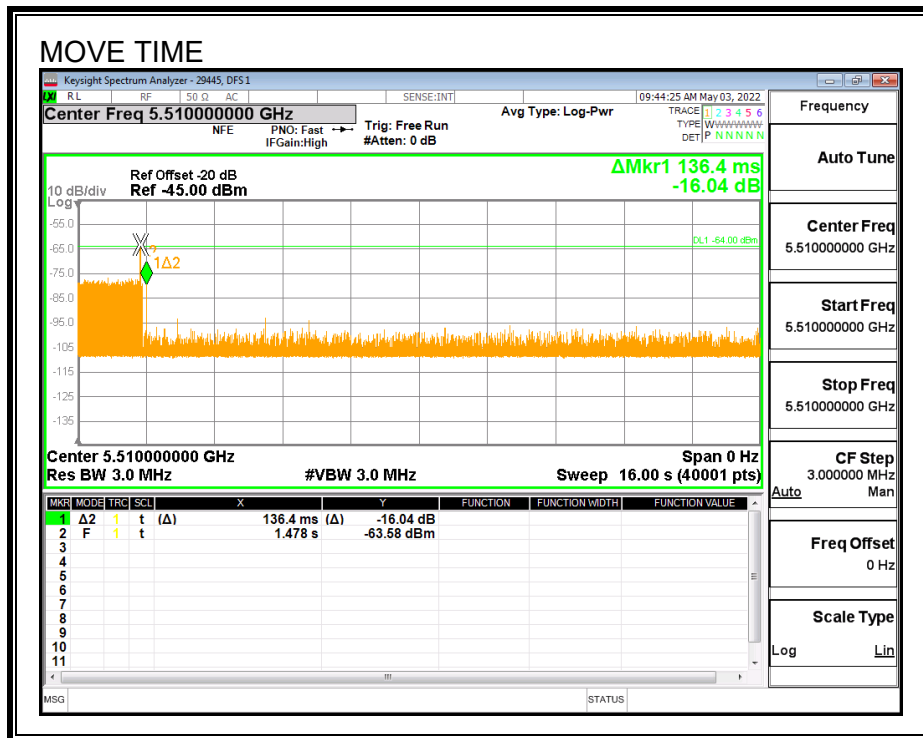 MOVE TIME
Keysight Spectrum Analyzer - 29445, DFS 1
LXI RL RF 50 Ω AC SENSE:INT 09:44:25 AM May 03, 2022
Center Freq 5.510000000 GHz Avg Type: Log-Pwr TRACE 1 2 3 4 5 6
NFE PNO: Fast Trig: Free Run TYPE WWWWWW
IFGain:High #Atten: 0 dB DET P N N N N N
ΔMkr1 136.4 ms
-16.04 dB
Ref Offset -20 dB
10 dB/div Ref -45.00 dBm
Log
-55.0
-65.0
DL1 -64.00 dBm
2
1Δ2
-75.0
-85.0
-95.0
-105
-115
-125
-135
Center 5.510000000 GHz Span 0 Hz
Res BW 3.0 MHz #VBW 3.0 MHz Sweep 16.00 s (40001 pts)
MKR MODE TRC SCL X Y FUNCTION FUNCTION WIDTH FUNCTION VALUE
1 Δ2 1 t (Δ) 136.4 ms (Δ) -16.04 dB
2 F 1 t 1.478 s -63.58 dBm
3
4
5
6
7
8
9
10
11
MSG STATUS
Frequency
Auto Tune
Center Freq
5.510000000 GHz
Start Freq
5.510000000 GHz
Stop Freq
5.510000000 GHz
CF Step
3.000000 MHz
Auto Man
Freq Offset
0 Hz
Scale Type
Log Lin